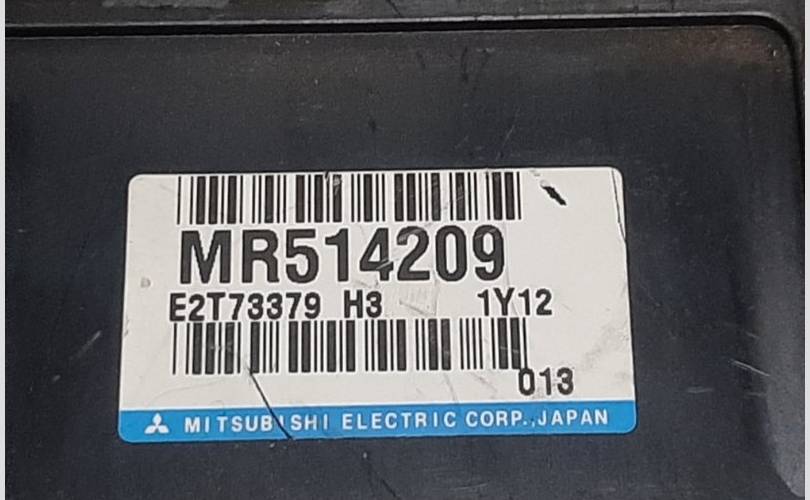 MR514209
E2T73379 H3 1Y12
013
MITSUBISHI ELECTRIC CORP.,JAPAN